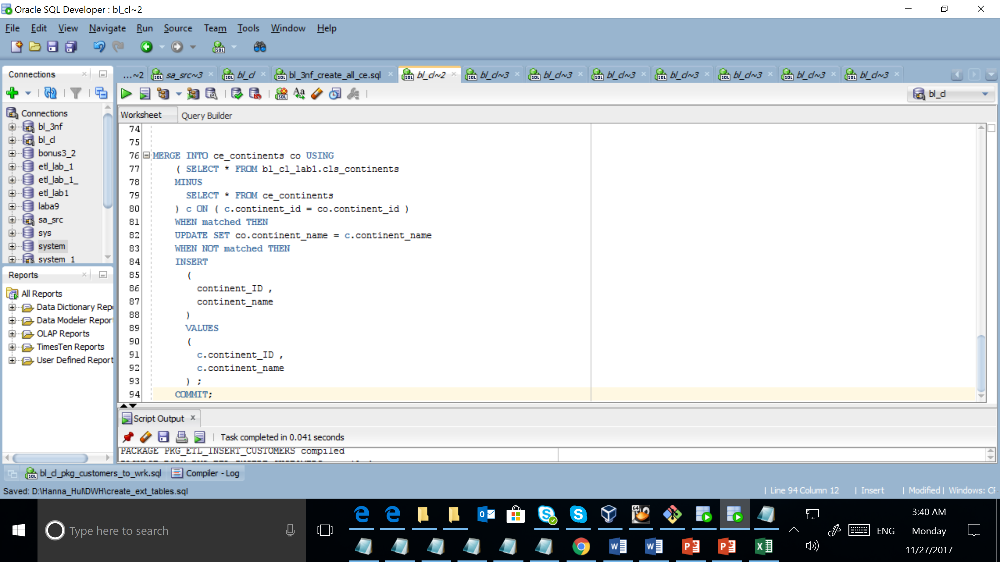 Oracle SQL Developer : bl_cl~2
File Edit View Navigate Run Source Team Tools Window Help
Connections
...~2 sa_src~3 bl_cl bl_3nf_create_all_ce.sql bl_cl~2 bl_cl~3 bl_cl~3 bl_cl~3 bl_cl~3 bl_cl~3 bl_cl~3 bl_cl~3
bl_cl
Worksheet Query Builder
Connections
bl_3nf
bl_cl
bonus3_2
etl_lab_1
etl_lab_1_
etl_lab1
laba9
sa_src
sys
system
system_1
Reports
All Reports
Data Dictionary Rep
Data Modeler Repor
OLAP Reports
TimesTen Reports
User Defined Report
74
75
76 MERGE INTO ce_continents co USING
77 ( SELECT * FROM bl_cl_lab1.cls_continents
78 MINUS
79 SELECT * FROM ce_continents
80 ) c ON ( c.continent_id = co.continent_id )
81 WHEN matched THEN
82 UPDATE SET co.continent_name = c.continent_name
83 WHEN NOT matched THEN
84 INSERT
85 (
86 continent_ID ,
87 continent_name
88 )
89 VALUES
90 (
91 c.continent_ID ,
92 c.continent_name
93 ) ;
94 COMMIT;
Script Output
Task completed in 0.041 seconds
PACKAGE PKG_ETL_INSERT_CUSTOMERS compiled
bl_cl_pkg_customers_to_wrk.sql Compiler - Log
Saved: D:\Hanna_Hul\DWH\create_ext_tables.sql
Line 94 Column 12 Insert Modified Windows:
Type here to search
ENG
3:40 AM
Monday
11/27/2017